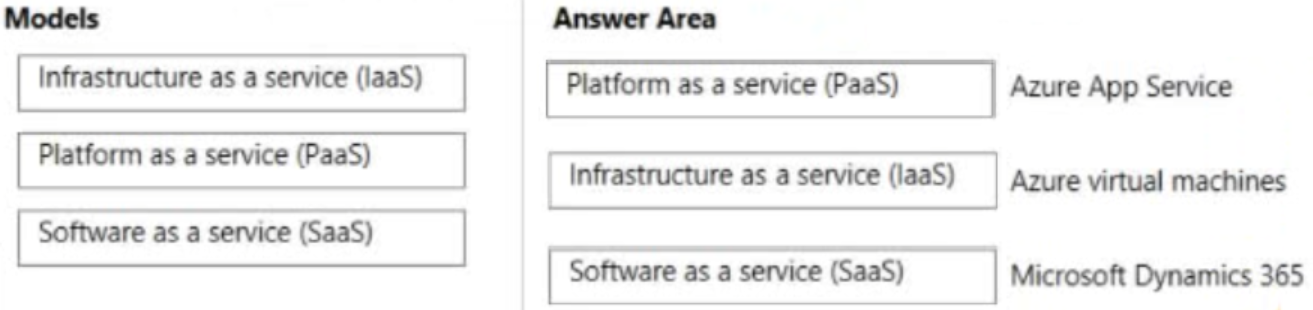 Models
Infrastructure as a service (IaaS)
Platform as a service (PaaS)
Software as a service (SaaS)
Answer Area
Platform as a service (PaaS) Azure App Service
Infrastructure as a service (IaaS) Azure virtual machines
Software as a service (SaaS) Microsoft Dynamics 365